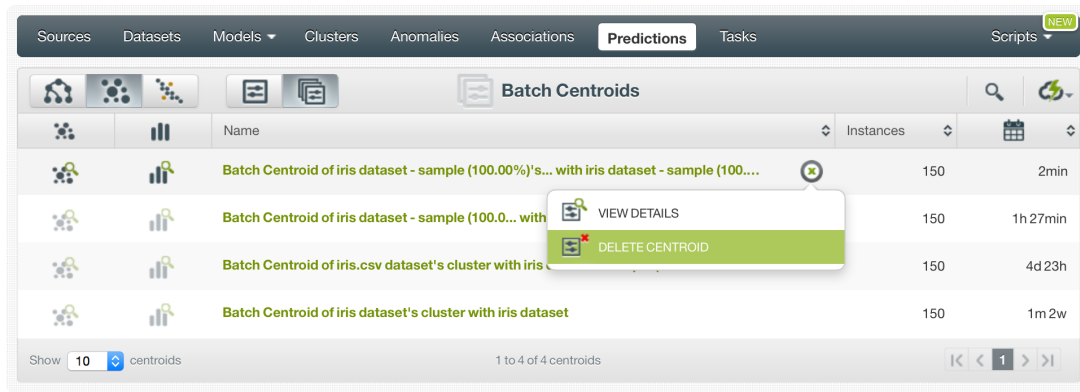 Sources Datasets Models Clusters Anomalies Associations Predictions Tasks Scripts NEW
Batch Centroids
Name Instances
Batch Centroid of iris dataset - sample (100.00%)'s... with iris dataset - sample (100.... 150 2min
VIEW DETAILS
Batch Centroid of iris dataset - sample (100.0... with 150 1h 27min
DELETE CENTROID
Batch Centroid of iris.csv dataset's cluster with iris 150 4d 23h
Batch Centroid of iris dataset's cluster with iris dataset 150 1m 2w
Show 10 centroids 1 to 4 of 4 centroids 1